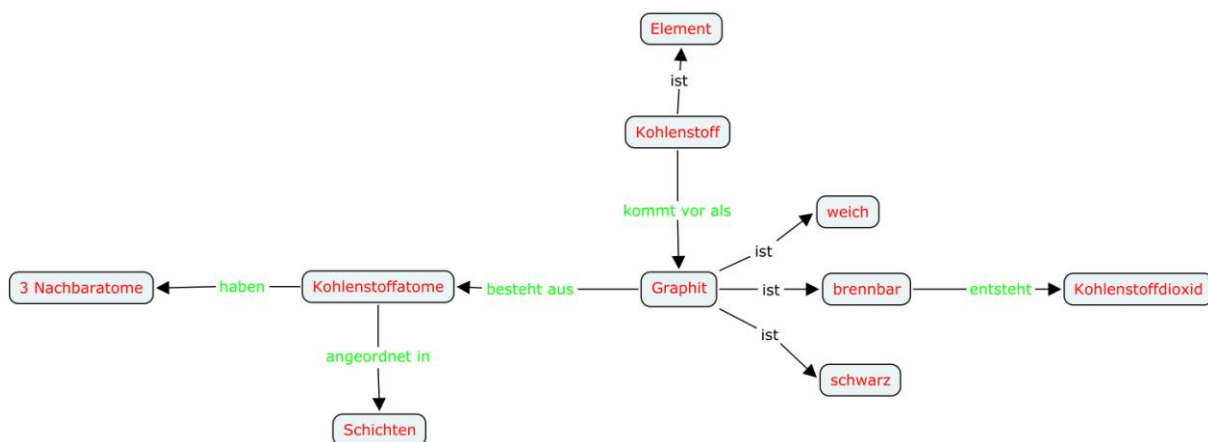 Element
ist
Kohlenstoff
kommt vor als
weich
ist
3 Nachbaratome
haben
Kohlenstoffatome
besteht aus
Graphit
ist
brennbar
entsteht
Kohlenstoffdioxid
ist
angeordnet in
schwarz
Schichten